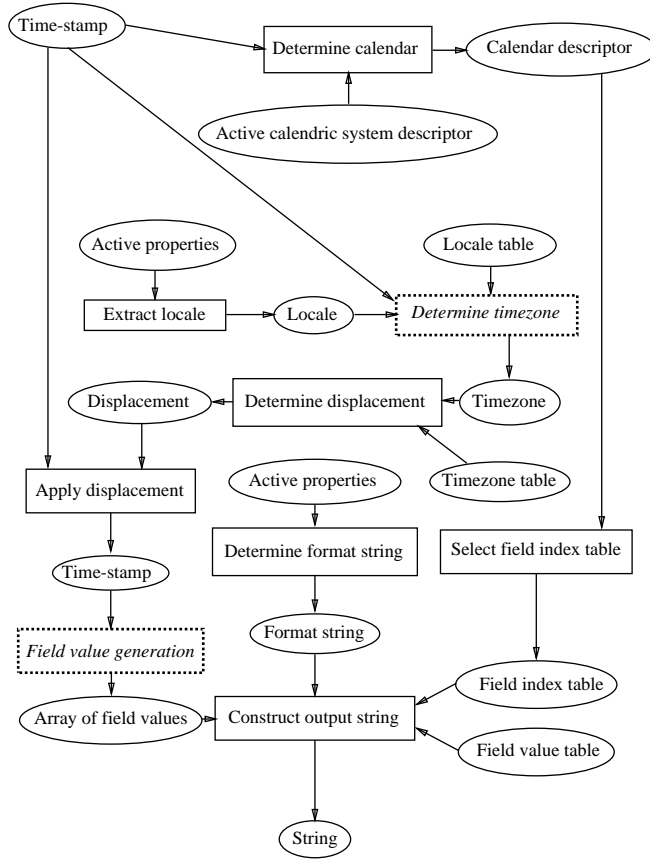 Time-stamp
Determine calendar
Calendar descriptor
Active calendric system descriptor
Active properties
Locale table
Extract locale
Locale
Determine timezone
Displacement
Determine displacement
Timezone
Apply displacement
Active properties
Timezone table
Determine format string
Select field index table
Time-stamp
Format string
Field value generation
Field index table
Array of field values
Construct output string
Field value table
String